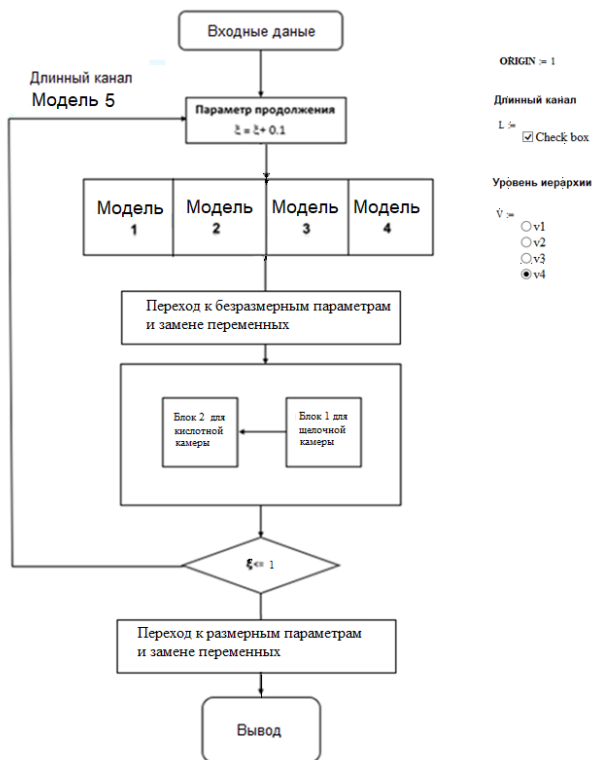 Входные даные
Длинный канал
Модель 5
Параметр продолжения
ξ = ξ+ 0.1
Модель
1
Модель
2
Модель
3
Модель
4
Переход к безразмерным параметрам
и замене переменных
Блок 2 для
кислотной
камеры
Блок 1 для
щелочной
камеры
ξ<= 1
Переход к размерным параметрам
и замене переменных
Вывод
ORIGIN := 1
Длинный канал
L :=
Check box
Уровень иерархии
V :=
v1
v2
v3
v4